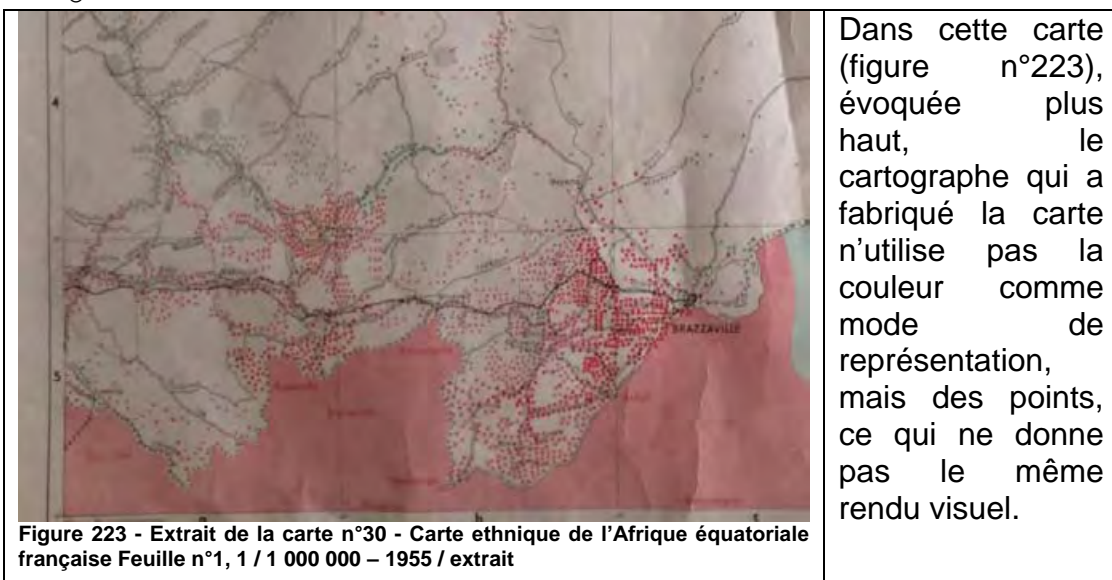 4
5
BRAZZAVILLE
Figure 223 - Extrait de la carte n°30 - Carte ethnique de l'Afrique équatoriale
française Feuille n°1, 1 / 1 000 000 – 1955 / extrait
Dans cette carte
(figure n°223),
évoquée plus
haut, le
cartographe qui a
fabriqué la carte
n'utilise pas la
couleur comme
mode de
représentation,
mais des points,
ce qui ne donne
pas le même
rendu visuel.